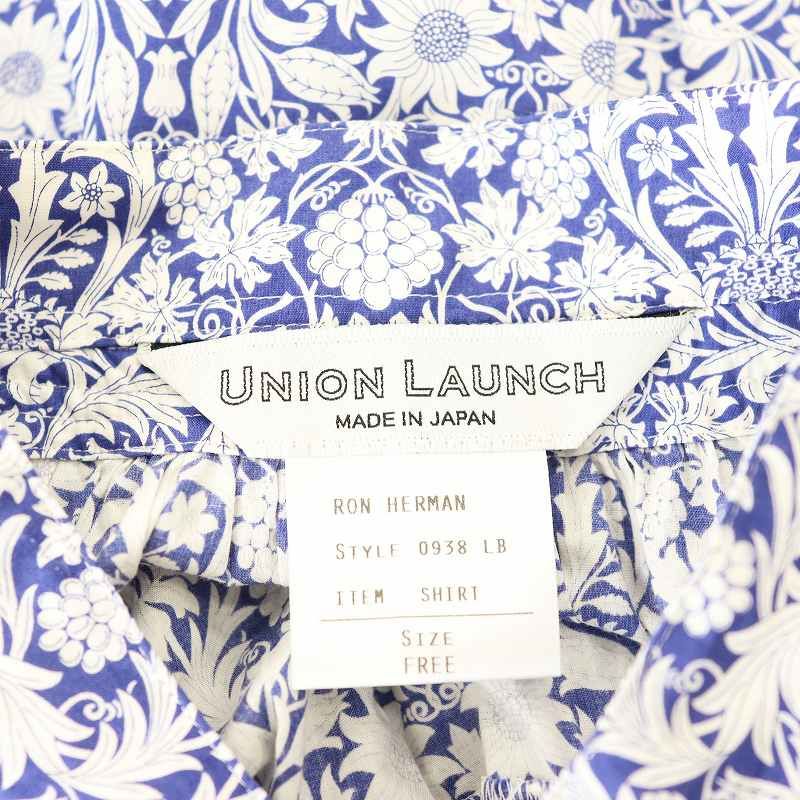 UNION LAUNCH
MADE IN JAPAN
RON HERMAN
STYLE 0938 LB
ITEM SHIRT
SIZE
FREE